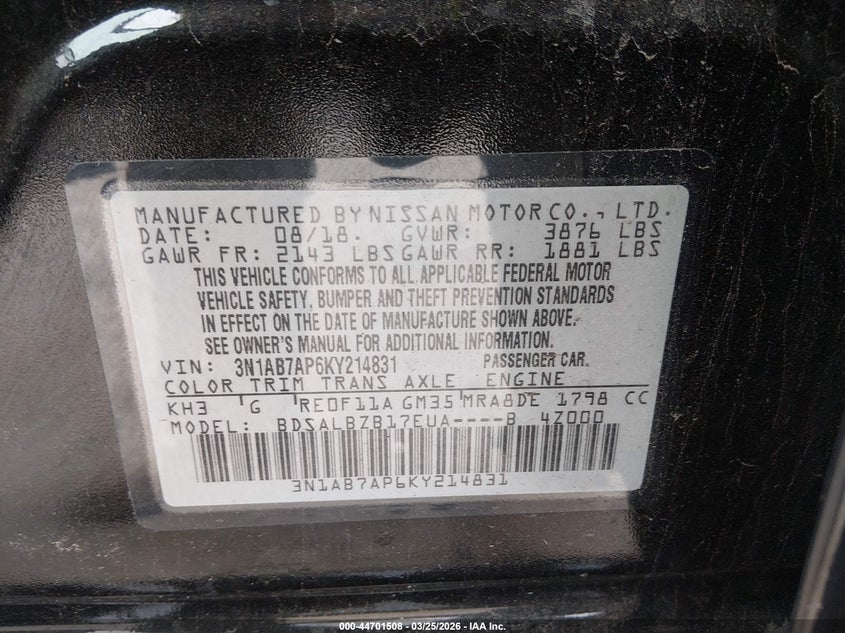 MANUFACTURED BY NISSAN MOTOR CO., LTD.
DATE: 08/18. GVWR: 3876 LBS
GAWR FR: 2143 LBS GAWR RR: 1881 LBS
THIS VEHICLE CONFORMS TO ALL APPLICABLE FEDERAL MOTOR
VEHICLE SAFETY, BUMPER AND THEFT PREVENTION STANDARDS
IN EFFECT ON THE DATE OF MANUFACTURE SHOWN ABOVE.
SEE OWNER'S MANUAL FOR ADDITIONAL INFORMATION.
VIN: 3N1AB7AP6KY214831 PASSENGER CAR.
COLOR TRIM TRANS AXLE ENGINE
KH3 G RE0F11A GM35 MRA8DE 1798 CC
MODEL: BDSALBZB17EUA----B 4Z000
3N1AB7AP6KY214831
000-44701508 - 03/25/2026 - IAA Inc.